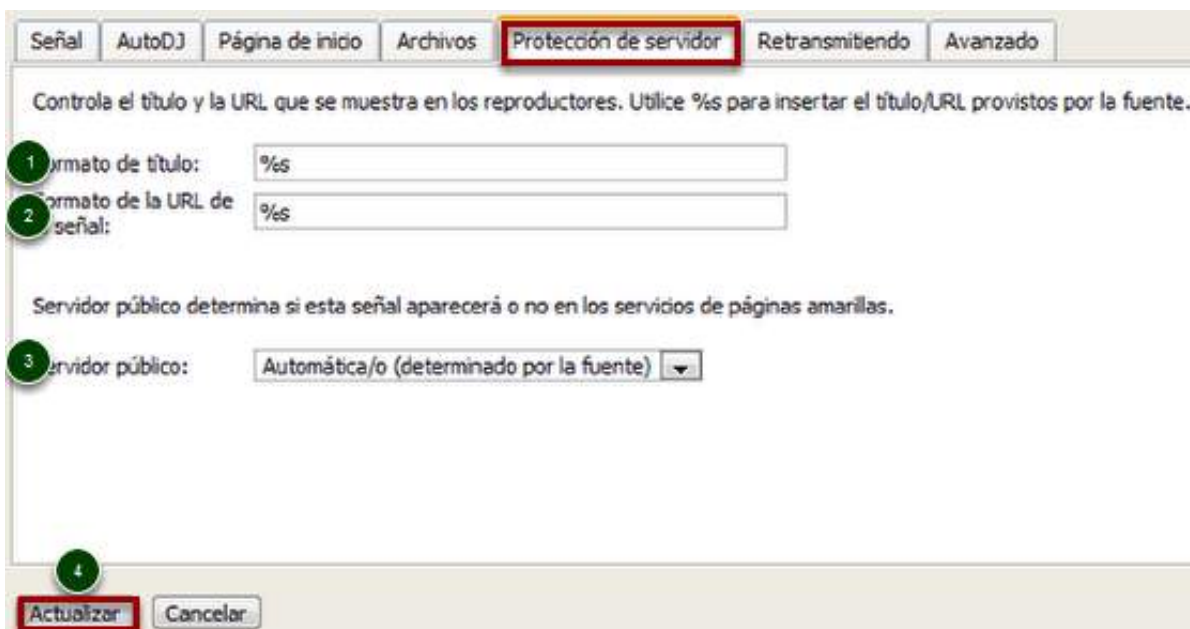 Señal AutoDJ Página de inicio Archivos Protección de servidor Retransmitiendo Avanzado
Controla el título y la URL que se muestra en los reproductores. Utilice %s para insertar el título/URL provistos por la fuente.
1 ormato de título: %s
2 ormato de la URL de
señal: %s
Servidor público determina si esta señal aparecerá o no en los servicios de páginas amarillas.
3 ervidor público: Automática/o (determinado por la fuente)
4
Actualizar Cancelar